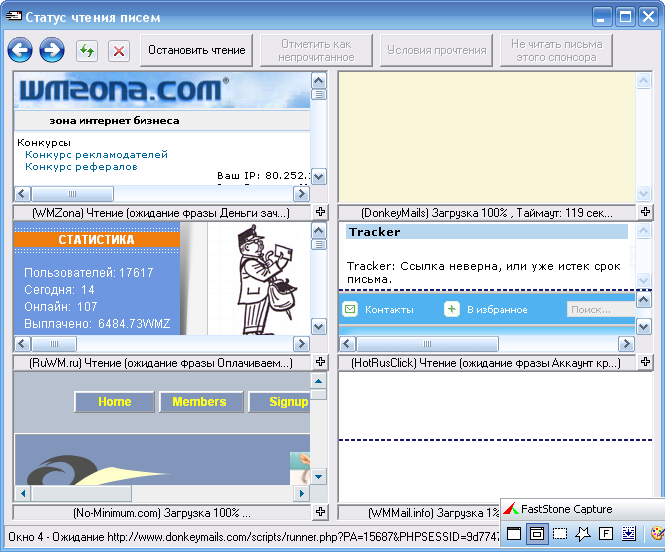 Статус чтения писем
Остановить чтение
Отметить как
непрочитанное
Условия прочтения
Не читать письма
этого спонсора
wmzona.com®
зона интернет бизнеса
Конкурсы
Конкурс рекламодателей
Конкурс рефералов
Ваш IP: 80.252.
(WMZona) Чтение (ожидание фразы Деньги зач...)
(DonkeyMails) Загрузка 100% , Таймаут: 119 сек...
СТАТИСТИКА
Пользователей: 17617
Сегодня: 14
Онлайн: 107
Выплачено: 6484.73WMZ
(RuWM.ru) Чтение (ожидание фразы Оплачиваем...)
Tracker
Tracker: Ссылка неверна, или уже истек срок
письма.
Контакты
В избранное
Поиск...
(HotRusClick) Чтение (ожидание фразы Аккаунт кр...)
Home
Members
Signup
(No-Minimum.com) Загрузка 100% ...
(WMMail.info) Загрузка 1%
FastStone Capture
Окно 4 - Ожидание http://www.donkeymails.com/scripts/runner.php?PA=15687&PHPSESSID=9d774